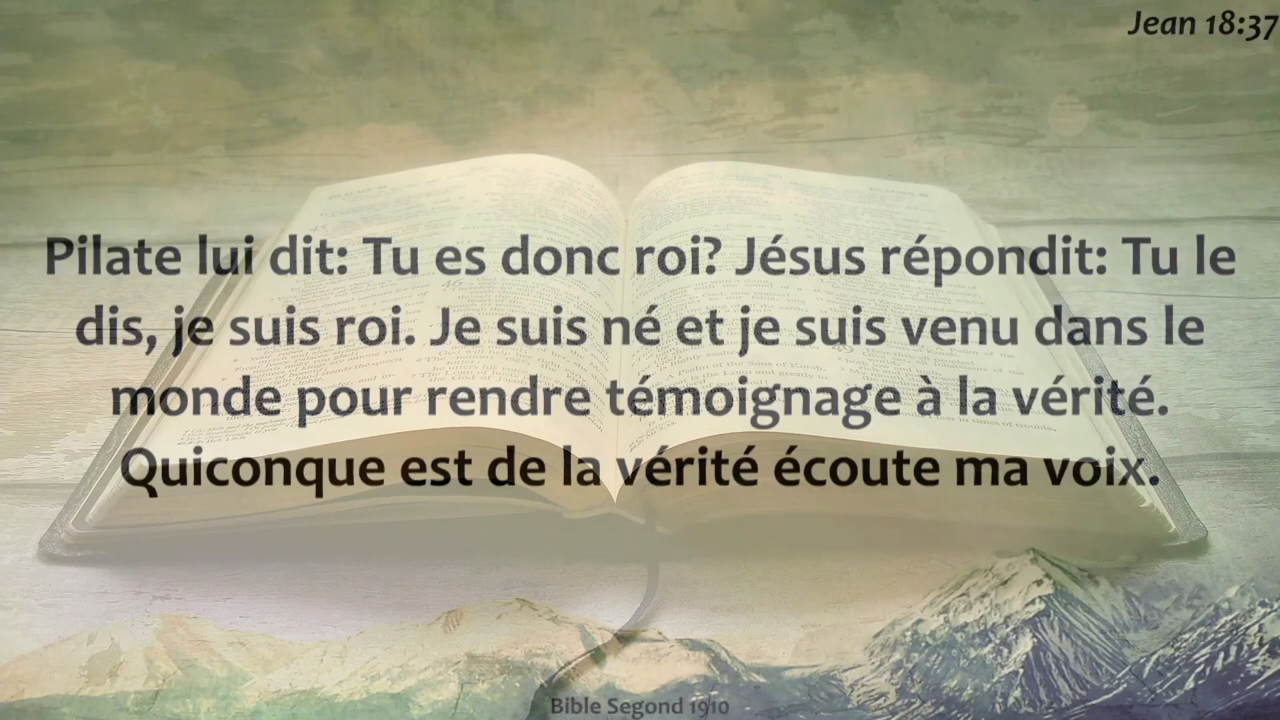 Jean 18:37
Pilate lui dit: Tu es donc roi? Jésus répondit: Tu le
dis, je suis roi. Je suis né et je suis venu dans le
monde pour rendre témoignage à la vérité.
Quiconque est de la vérité écoute ma voix.
Bible Segond 1910